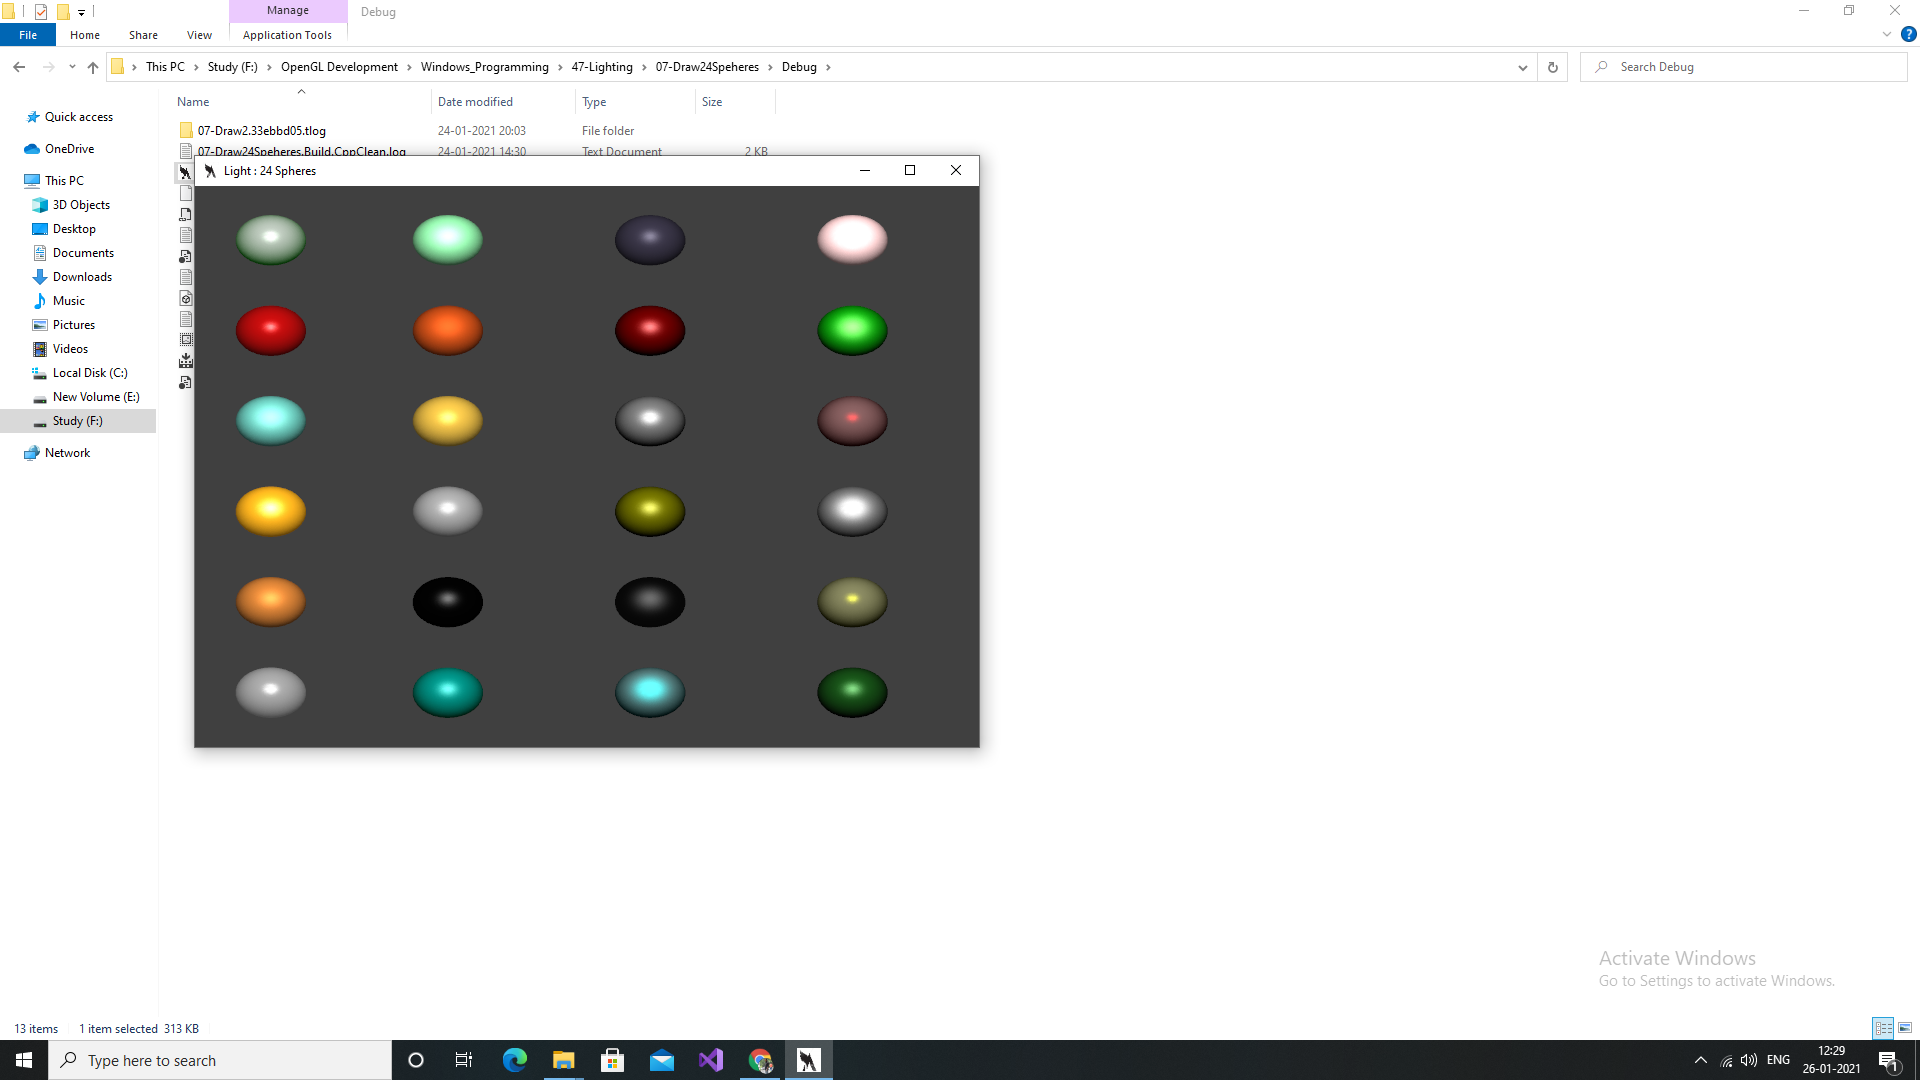 Manage
Debug
File
Home
Share
View
Application Tools
This PC
Study (F:)
OpenGL Development
Windows_Programming
47-Lighting
07-Draw24Speheres
Debug
Search Debug
Name
Date modified
Type
Size
07-Draw2.33ebbd05.tlog
24-01-2021 20:03
File folder
07-Draw24Speheres.Build.CppClean.log
24-01-2021 14:30
Text Document
2 KB
Quick access
OneDrive
This PC
3D Objects
Desktop
Documents
Downloads
Music
Pictures
Videos
Local Disk (C:)
New Volume (E:)
Study (F:)
Network
Light : 24 Spheres
Activate Windows
Go to Settings to activate Windows.
13 items
1 item selected 313 KB
Type here to search
ENG
12:29
26-01-2021
1